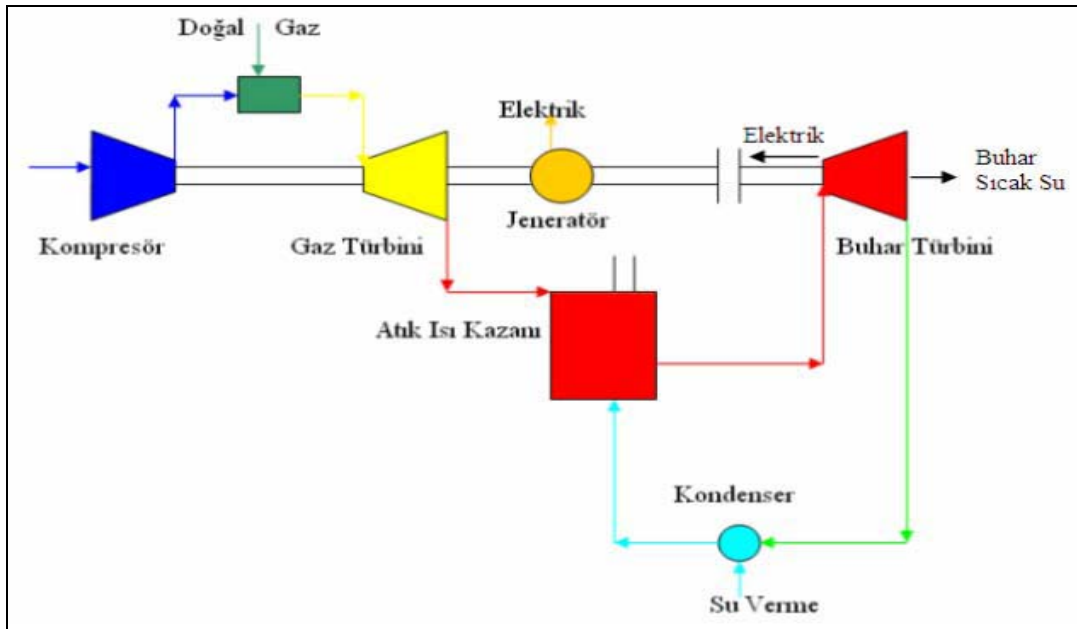 Doğal Gaz
Elektrik
Elektrik
Buhar
Sıcak Su
Jeneratör
Kompresör
Gaz Türbini
Buhar Türbini
Atık Isı Kazanı
Kondenser
Su Verme